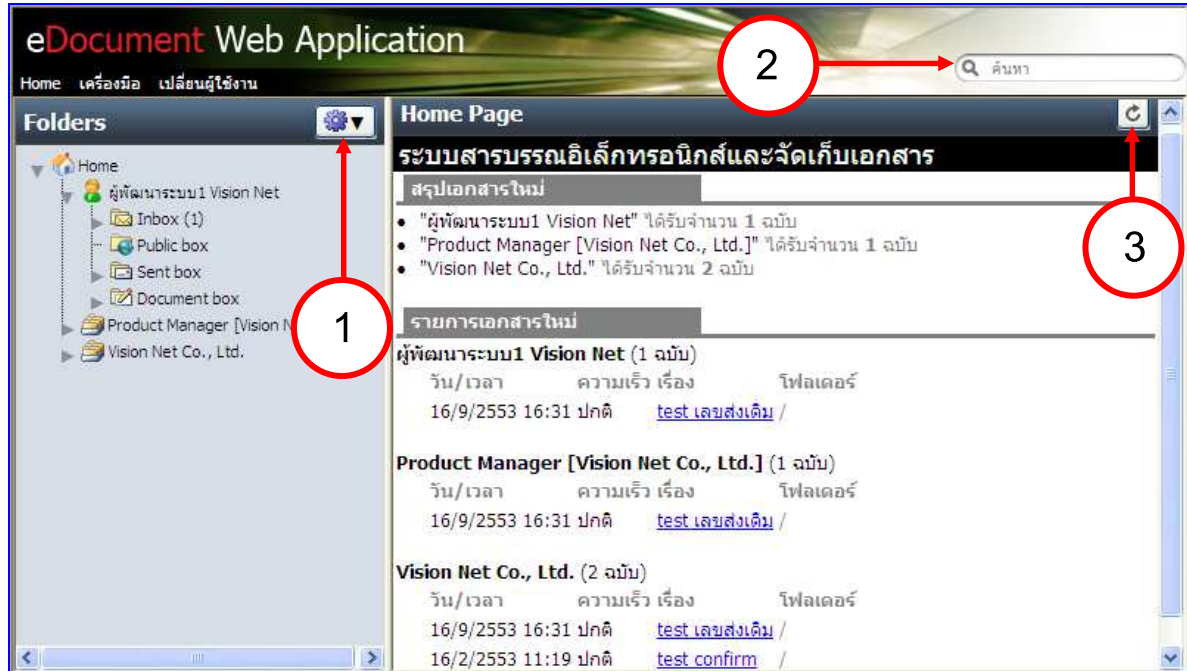 eDocument Web Application
2
ค้นหา
Home เครื่องมือ เปลี่ยนผู้ใช้งาน
Folders
Home
ผู้พัฒนาระบบ1 Vision Net
Inbox (1)
Public box
Sent box
Document box
Product Manager [Vision N
Vision Net Co., Ltd.
1
Home Page
3
ระบบสารบรรณอิเล็กทรอนิกส์และจัดเก็บเอกสาร
สรุปเอกสารใหม่
• "ผู้พัฒนาระบบ1 Vision Net" ได้รับจำนวน 1 ฉบับ
• "Product Manager [Vision Net Co., Ltd.]" ได้รับจำนวน 1 ฉบับ
• "Vision Net Co., Ltd." ได้รับจำนวน 2 ฉบับ
รายการเอกสารใหม่
ผู้พัฒนาระบบ1 Vision Net (1 ฉบับ)
วัน/เวลา ความเร็ว เรื่อง โฟลเดอร์
16/9/2553 16:31 ปกติ test เลขส่งเดิม /
Product Manager [Vision Net Co., Ltd.] (1 ฉบับ)
วัน/เวลา ความเร็ว เรื่อง โฟลเดอร์
16/9/2553 16:31 ปกติ test เลขส่งเดิม /
Vision Net Co., Ltd. (2 ฉบับ)
วัน/เวลา ความเร็ว เรื่อง โฟลเดอร์
16/9/2553 16:31 ปกติ test เลขส่งเดิม /
16/2/2553 11:19 ปกติ test confirm /